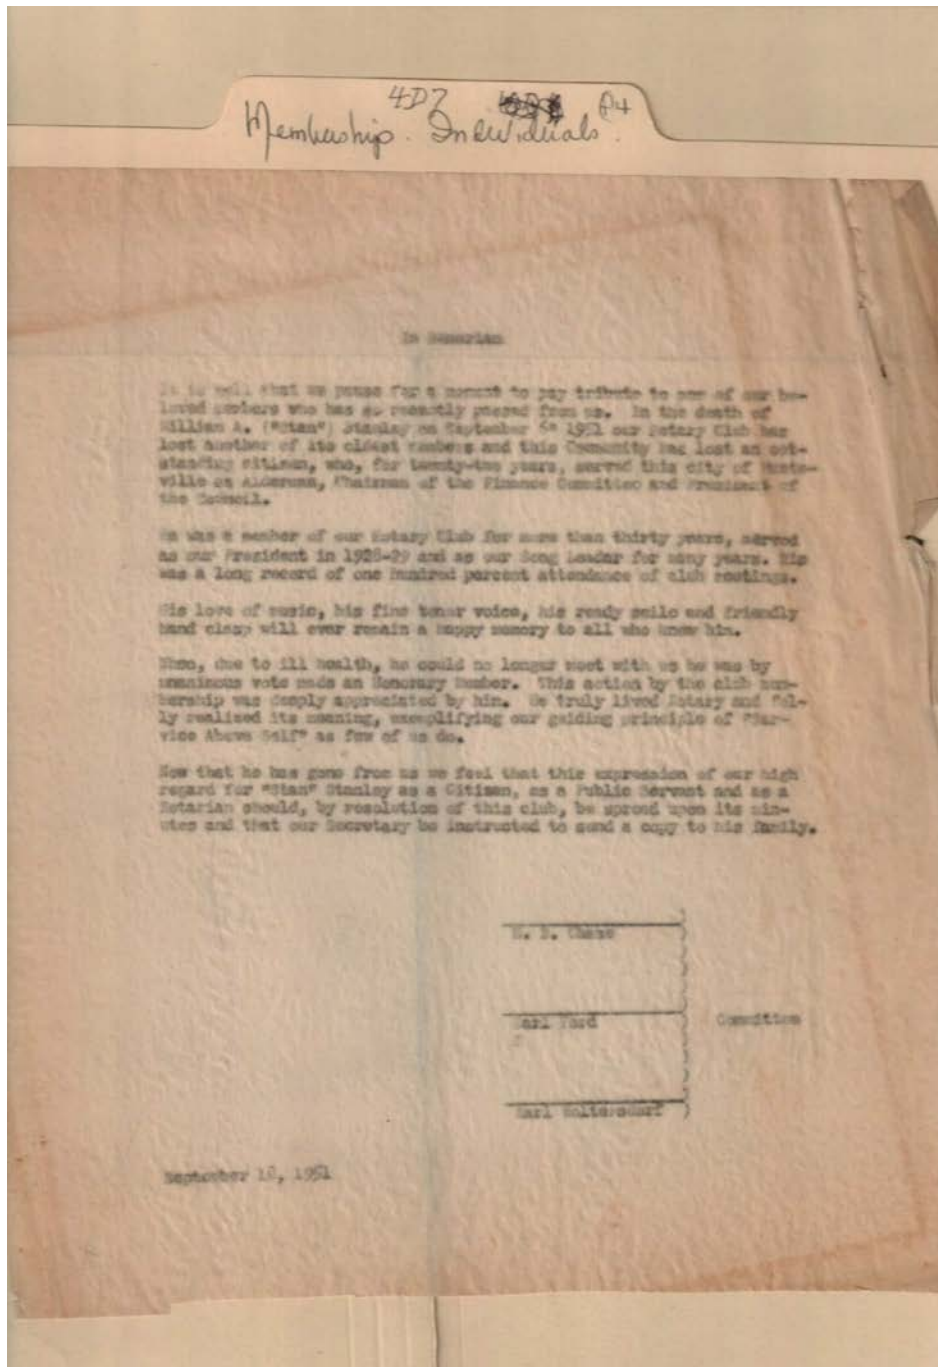 4D7 P4
Membership. Individuals.
In Memoriam
It is well that we pause for a moment to pay tribute to one of our be-
loved members who has so recently passed from us. In the death of
William A. ("Stan") Stanley on September 1951 our Rotary Club has
lost another of its oldest members and this Community has lost an out-
standing citizen, who, for twenty-two years, served this city of Hunts-
ville as Alderman, Chairman of the Finance Committee and President of
the Council.
He was a member of our Rotary Club for more than thirty years, served
as our President in 1928-29 and as our Song Leader for many years. His
was a long record of one hundred percent attendance of club meetings.
His love of music, his fine tenor voice, his ready smile and friendly
hand clasp will ever remain a happy memory to all who knew him.
When, due to ill health, he could no longer meet with us he was by
unanimous vote made an Honorary Member. This action by the club mem-
bership was deeply appreciated by him. He truly lived Rotary and ful-
ly realized its meaning, exemplifying our guiding principle of "Ser-
vice Above Self" as few of us do.
Now that he has gone from us we feel that this expression of our high
regard for "Stan" Stanley as a Citizen, as a Public Servant and as a
Rotarian should, by resolution of this club, be spread upon its min-
utes and that our Secretary be instructed to send a copy to his family.
Chase
Karl Committee
Karl Woltersdorf
September 18, 1951